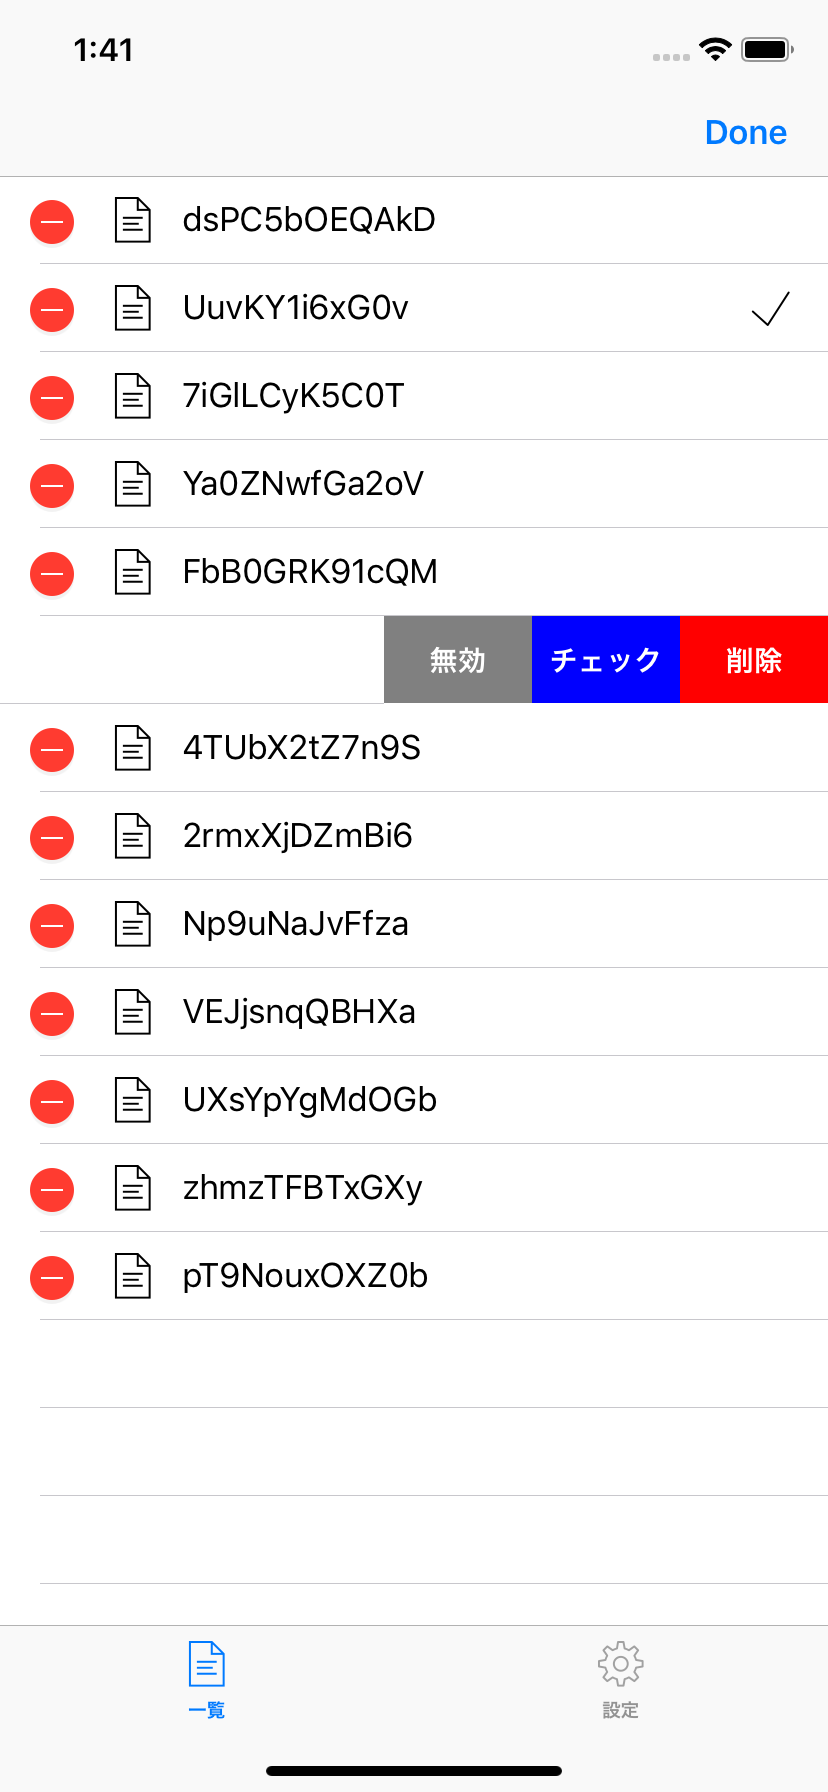 1:41
Done
dsPC5bOEQAkD
UuvKY1i6xG0v
7iGlLCyK5C0T
Ya0ZNwfGa2oV
FbB0GRK91cQM
無効 チェック 削除
4TUbX2tZ7n9S
2rmxXjDZmBi6
Np9uNaJvFfza
VEJjsnqQBHXa
UXsYpYgMdOGb
zhmzTFBTxGXy
pT9NouxOXZ0b
一覧 設定